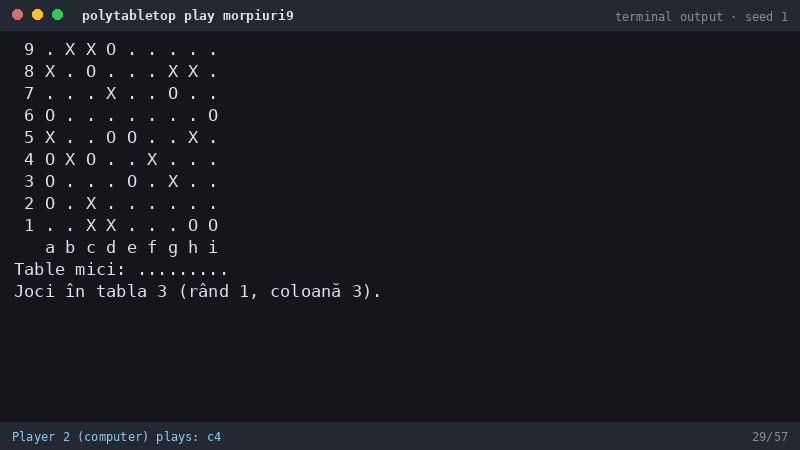 polytabletop play morpiuri9
terminal output · seed 1
9 . X X O . . . . .
8 X . O . . . X X .
7 . . . X . . O . .
6 O . . . . . . . O
5 X . . O O . . X .
4 O X O . . X . . .
3 O . . . O . X . .
2 O . X . . . . . .
1 . . X X . . . O O
a b c d e f g h i
Table mici: .........
Joci în tabla 3 (rând 1, coloană 3).
Player 2 (computer) plays: c4
29/57